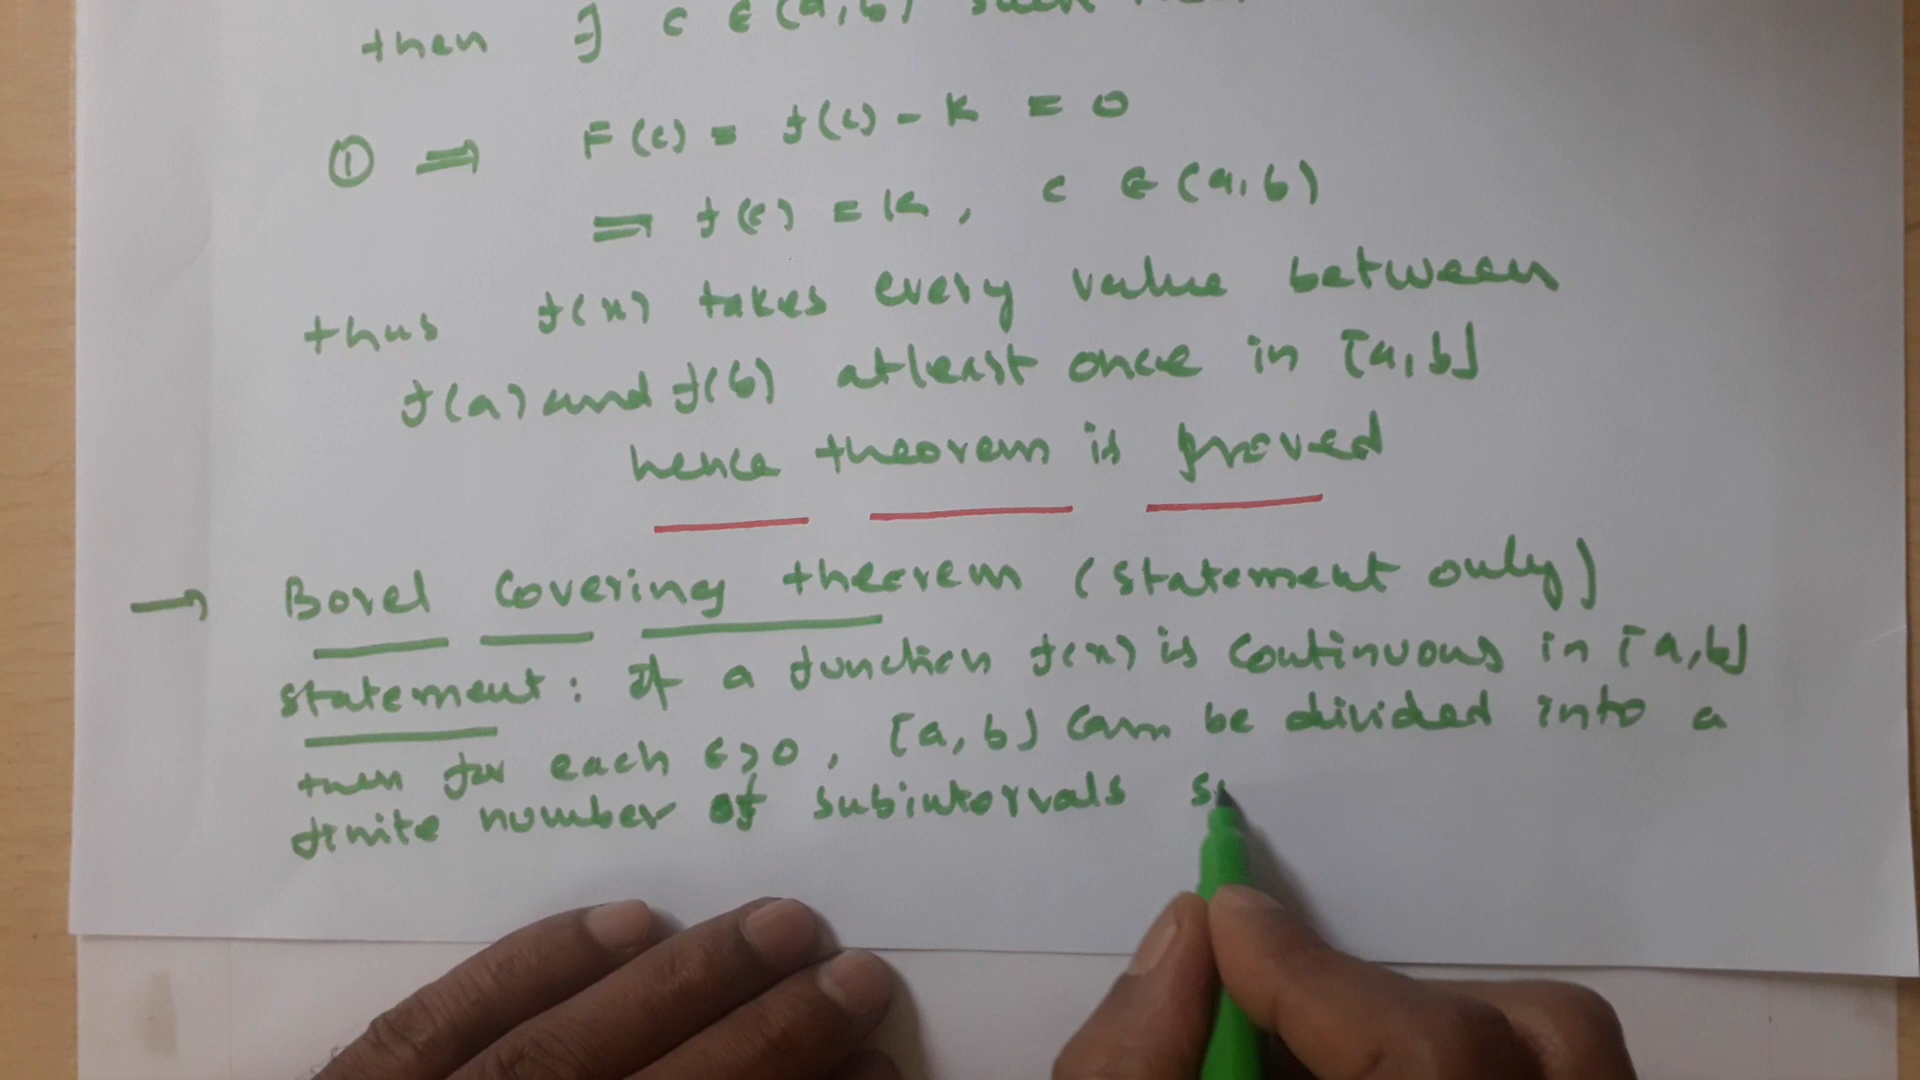 then ∃ c ∈ (a, b) such that
① ⇒ F(c) = f(c) - K = 0
⇒ f(c) = K, c ∈ (a, b)
thus f(x) takes every value between
f(a) and f(b) atleast once in [a, b]
hence theorem is proved
→ Borel Covering theorem (statement only)
statement: If a function f(x) is continuous in [a, b]
then for each ε>0, [a, b] can be divided into a
finite number of subintervals